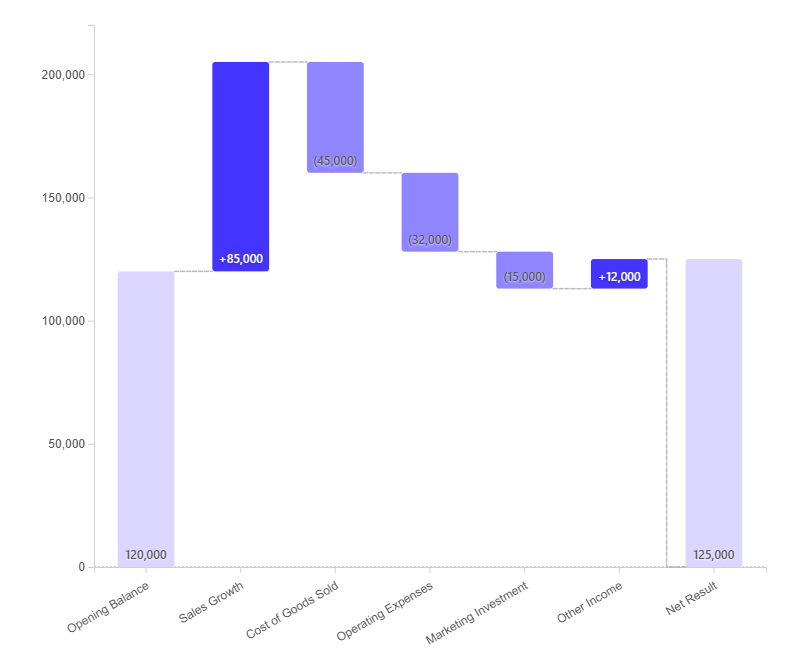 200,000
150,000
100,000
50,000
0
120,000
+85,000
(45,000)
(32,000)
(15,000)
+12,000
125,000
Opening Balance
Sales Growth
Cost of Goods Sold
Operating Expenses
Marketing Investment
Other Income
Net Result